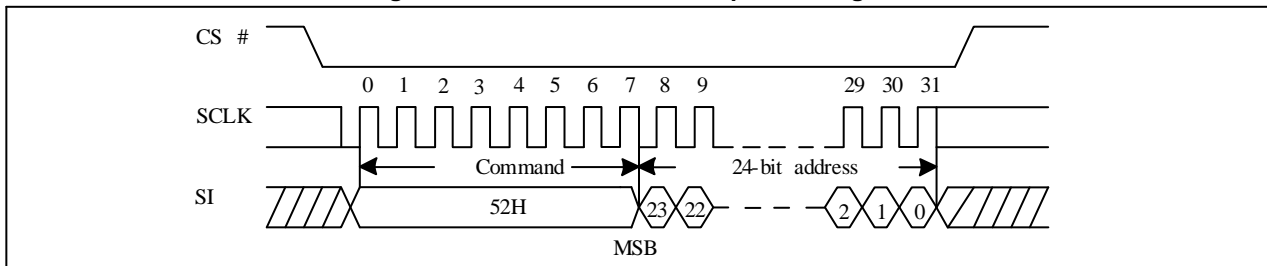 CS #
0 1 2 3 4 5 6 7 8 9 29 30 31
SCLK
Command 24-bit address
SI 52H 23 22 2 1 0
MSB